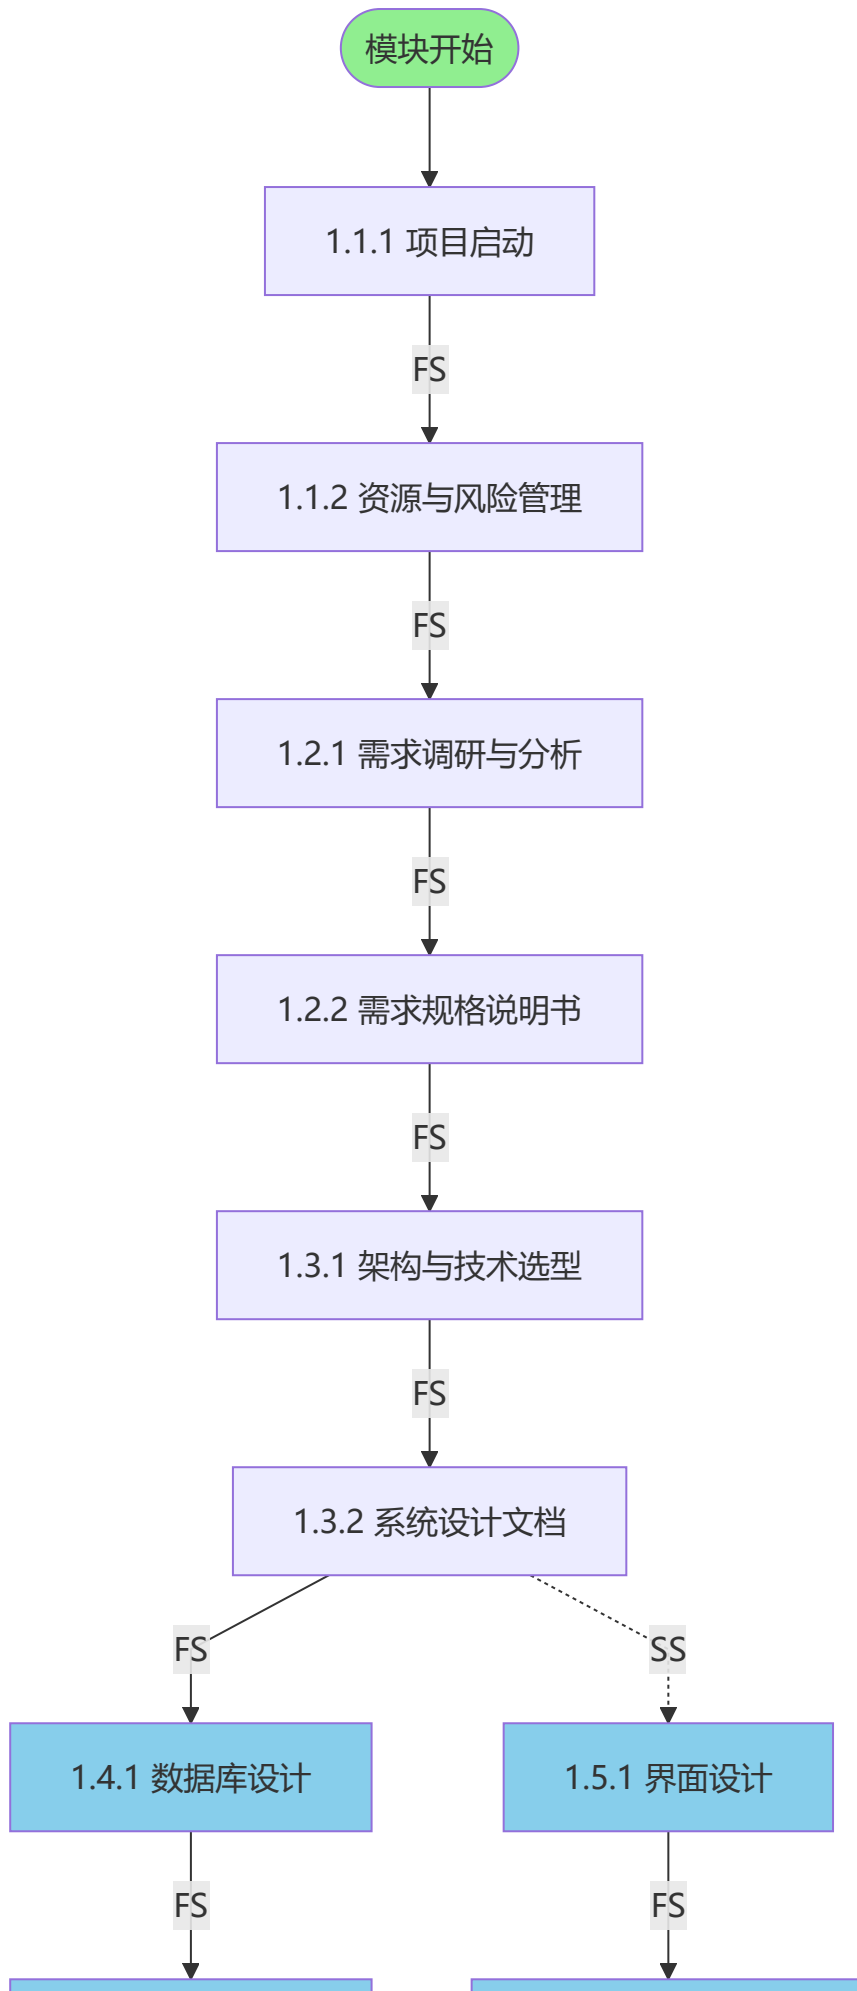 模块开始
1.1.1 项目启动
FS
1.1.2 资源与风险管理
FS
1.2.1 需求调研与分析
FS
1.2.2 需求规格说明书
FS
1.3.1 架构与技术选型
FS
1.3.2 系统设计文档
FS
SS
1.4.1 数据库设计
1.5.1 界面设计
FS
FS